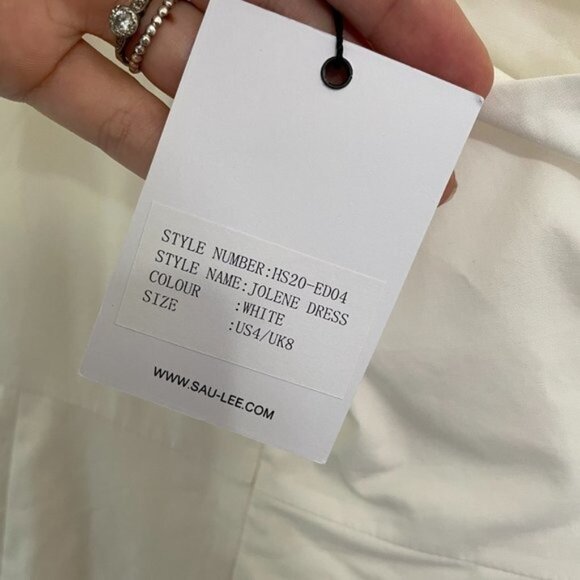 STYLE NUMBER:HS20-ED04
STYLE NAME:JOLENE DRESS
COLOUR :WHITE
SIZE :US4/UK8
WWW.SAU-LEE.COM